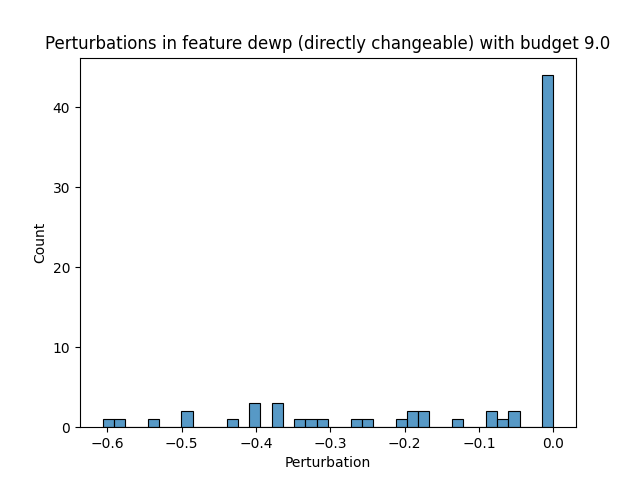 Perturbations in feature dewp (directly changeable) with budget 9.0
Count
40
30
20
10
0
−0.6 −0.5 −0.4 −0.3 −0.2 −0.1 0.0
Perturbation